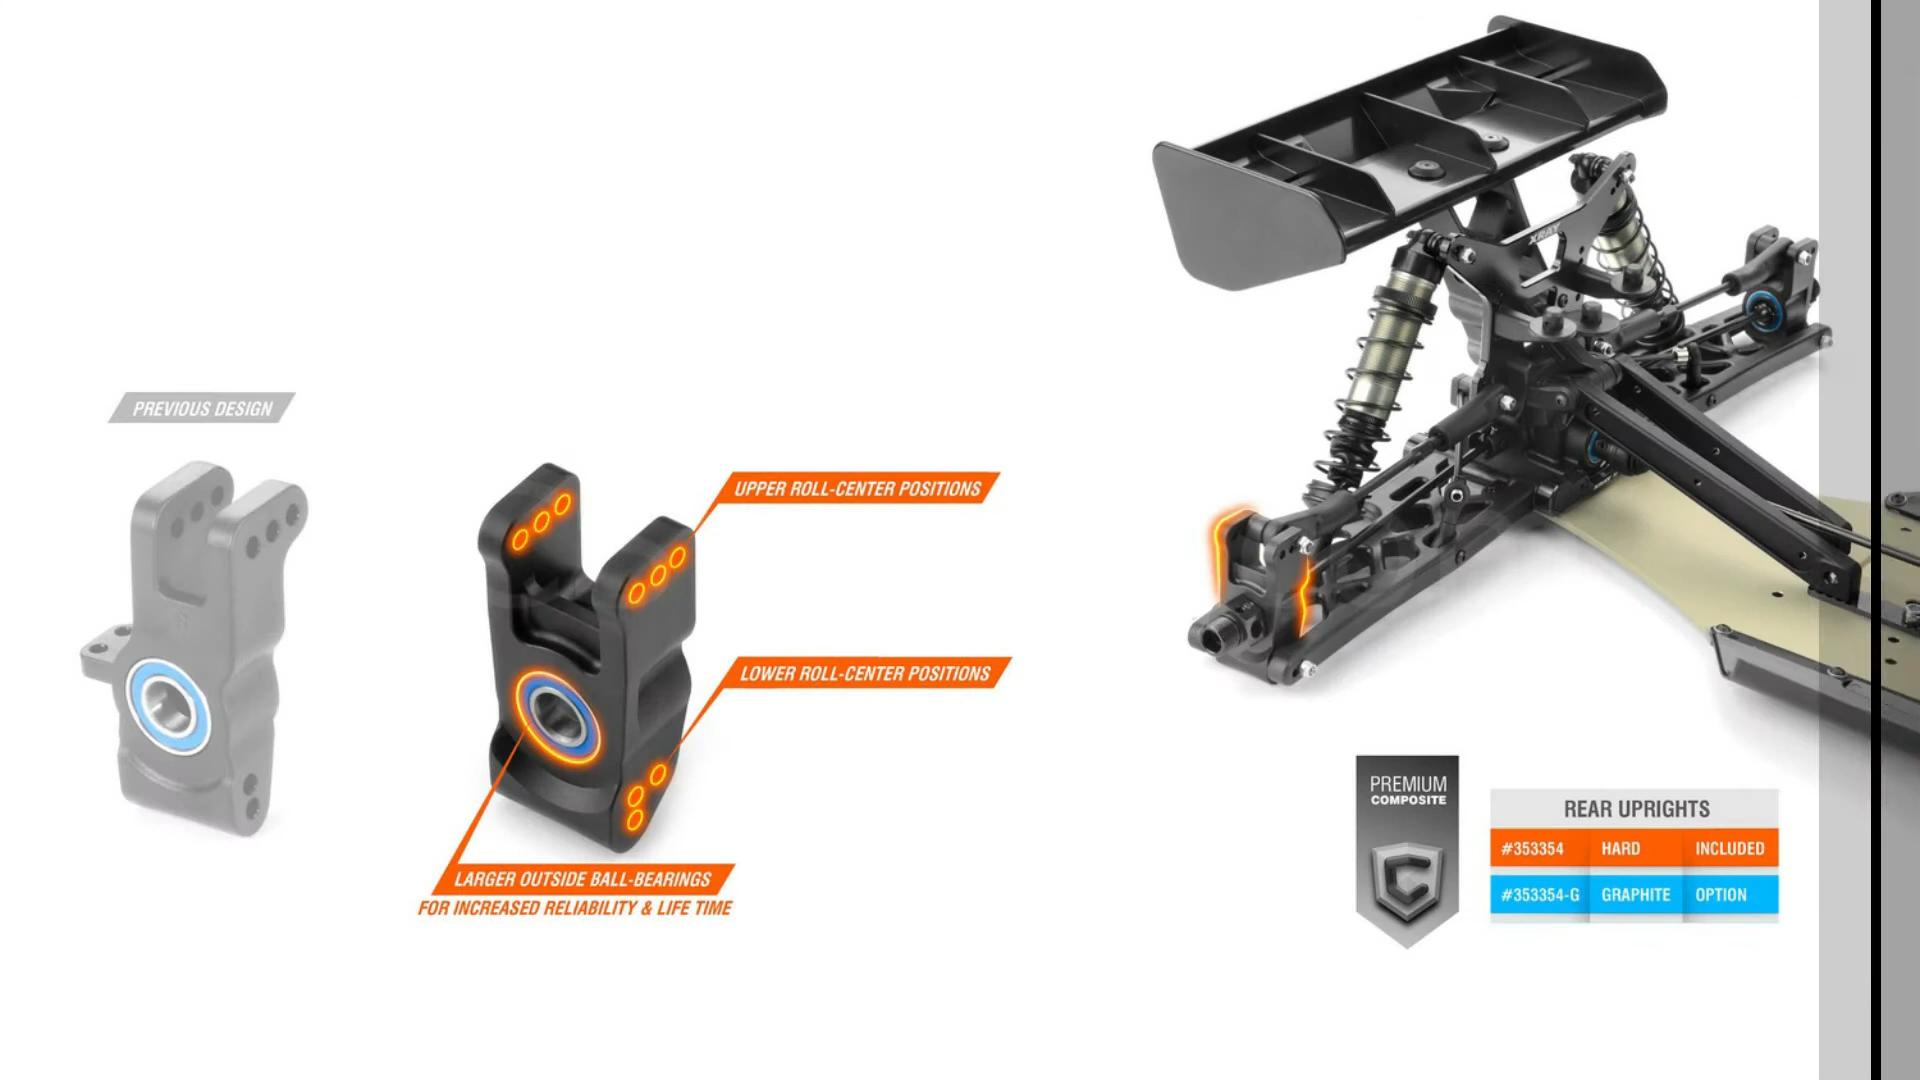 XRAY
PREVIOUS DESIGN
UPPER ROLL-CENTER POSITIONS
LOWER ROLL-CENTER POSITIONS
LARGER OUTSIDE BALL-BEARINGS
FOR INCREASED RELIABILITY & LIFE TIME
PREMIUM
COMPOSITE
REAR UPRIGHTS
#353354 HARD INCLUDED
#353354-G GRAPHITE OPTION